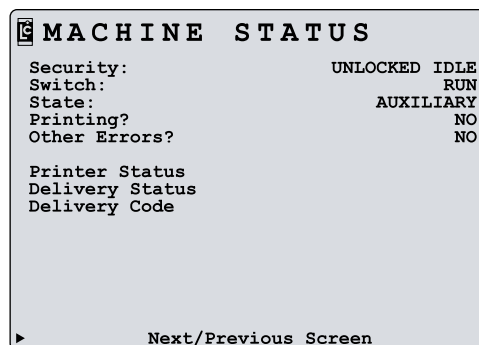 MACHINE STATUS
Security: UNLOCKED IDLE
Switch: RUN
State: AUXILIARY
Printing? NO
Other Errors? NO
Printer Status
Delivery Status
Delivery Code
Next/Previous Screen